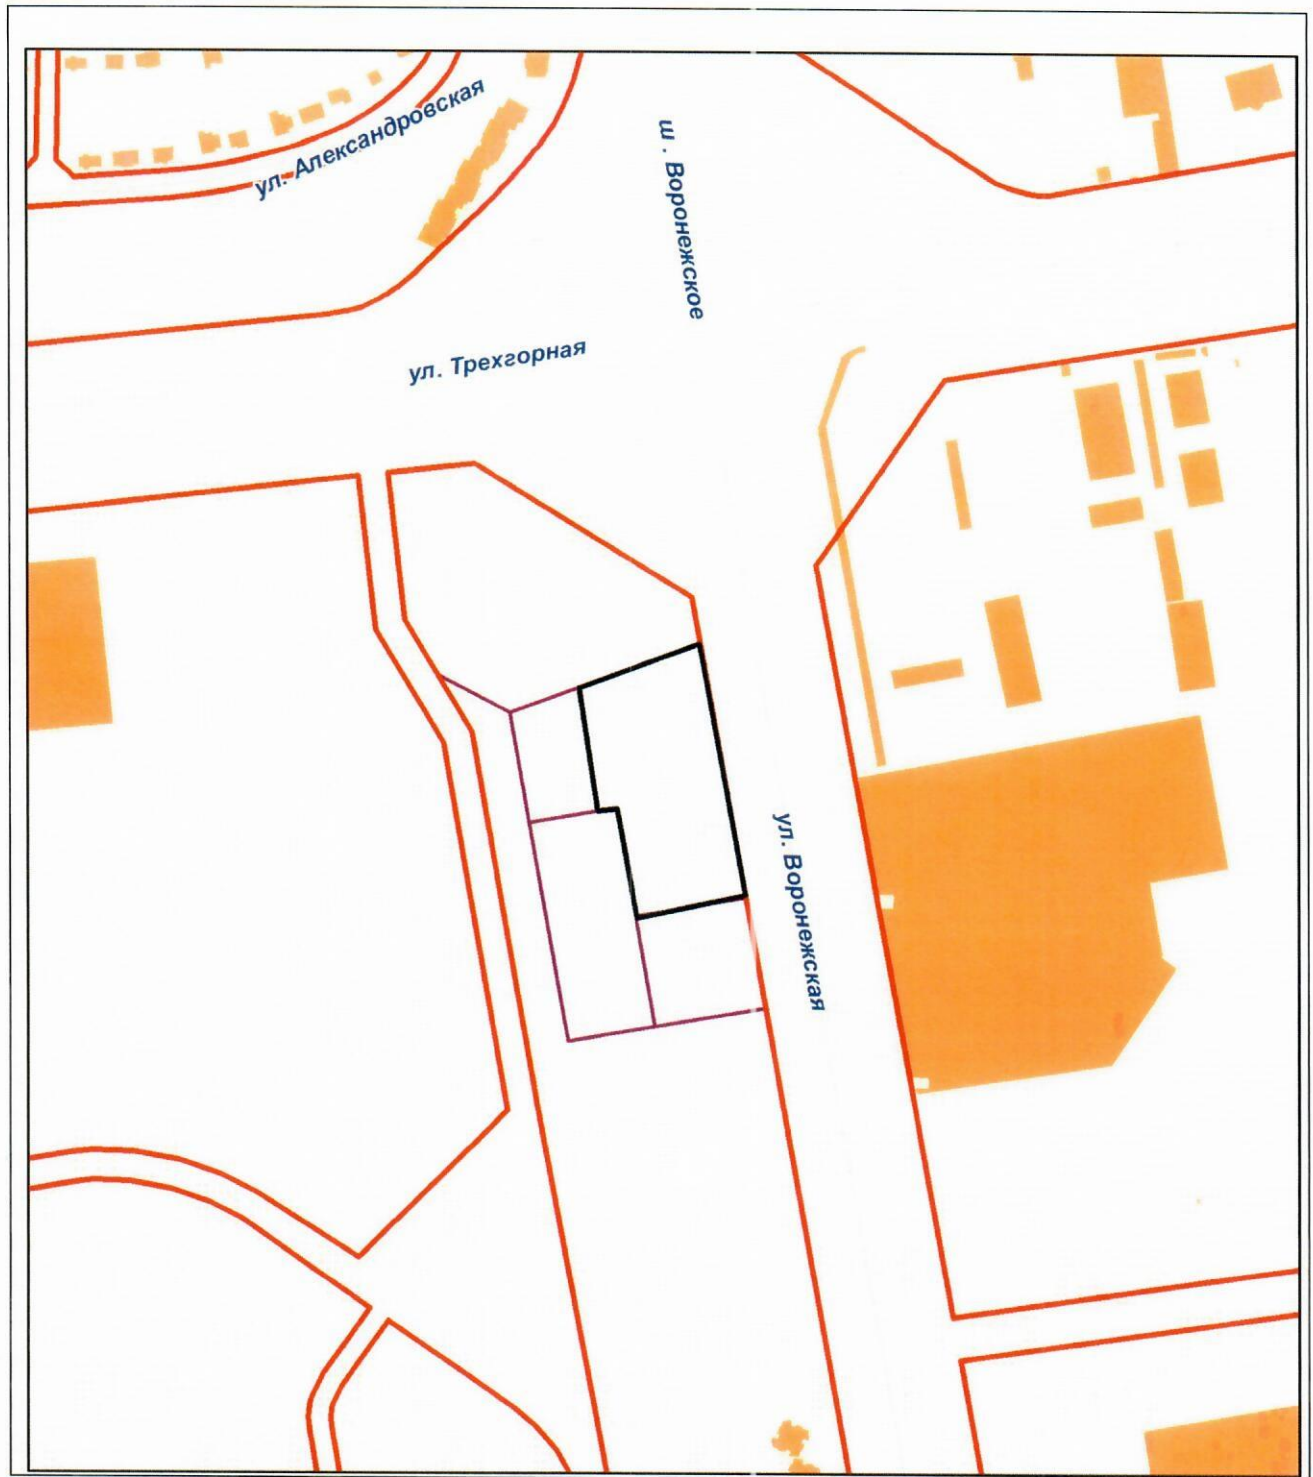 ул. Александровская
ш . Воронежское
ул. Трехгорная
ул. Воронежская